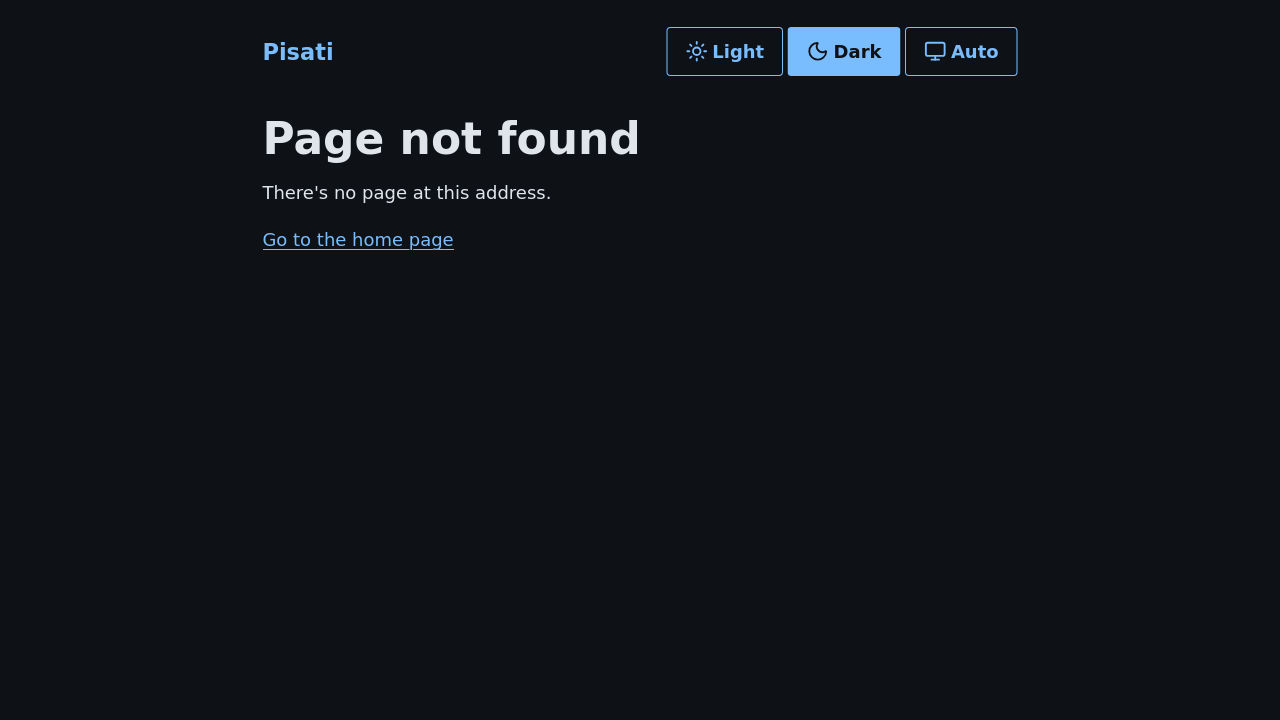 Pisati
Light
Dark
Auto
Page not found
There's no page at this address.
Go to the home page